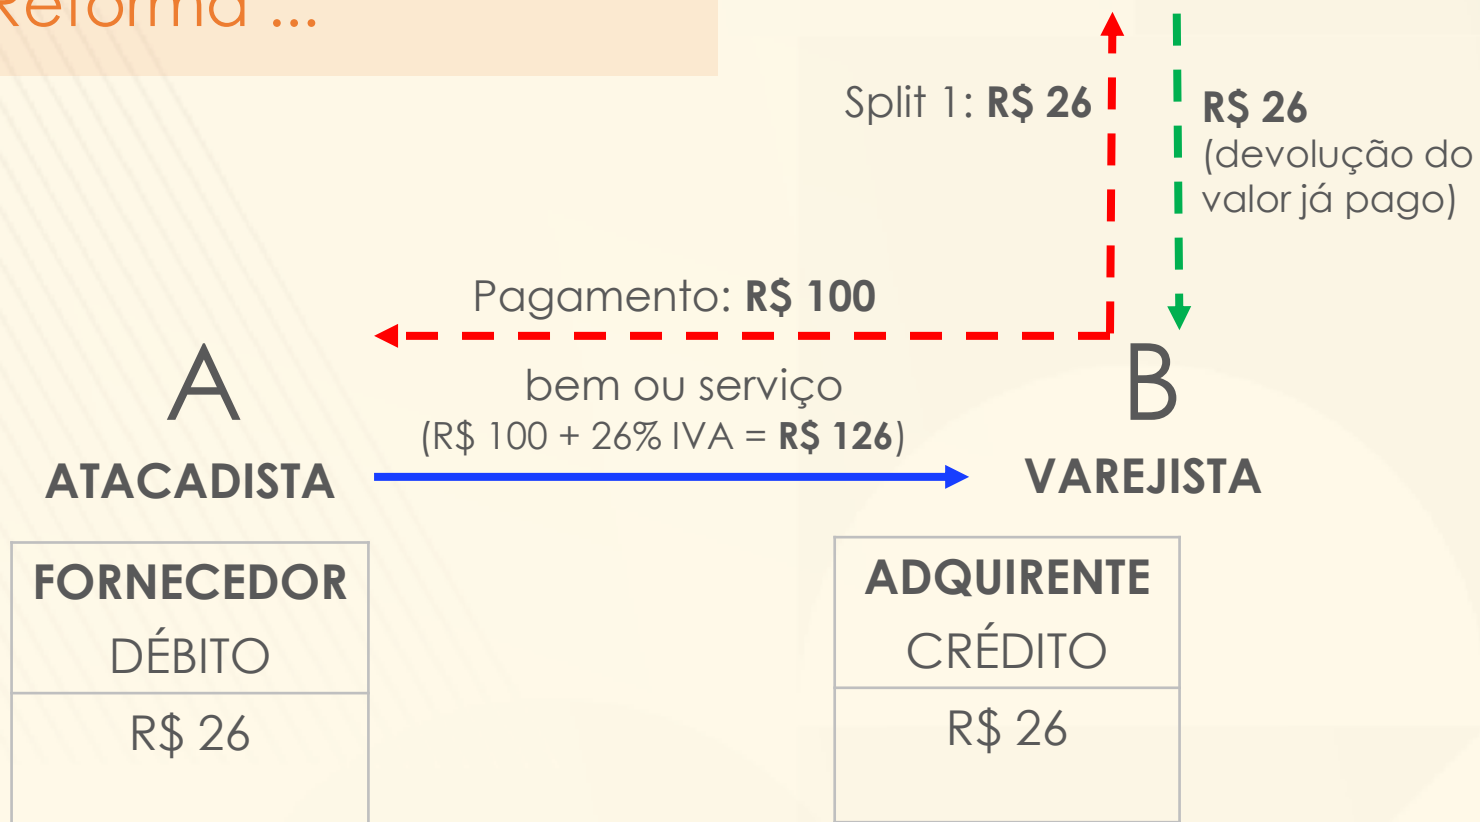 Reforma ...
Split 1: R$ 26
R$ 26
(devolução do
valor já pago)
Pagamento: R$ 100
A
bem ou serviço
(R$ 100 + 26% IVA = R$ 126)
B
ATACADISTA
VAREJISTA
FORNECEDOR
DÉBITO
R$ 26
ADQUIRENTE
CRÉDITO
R$ 26